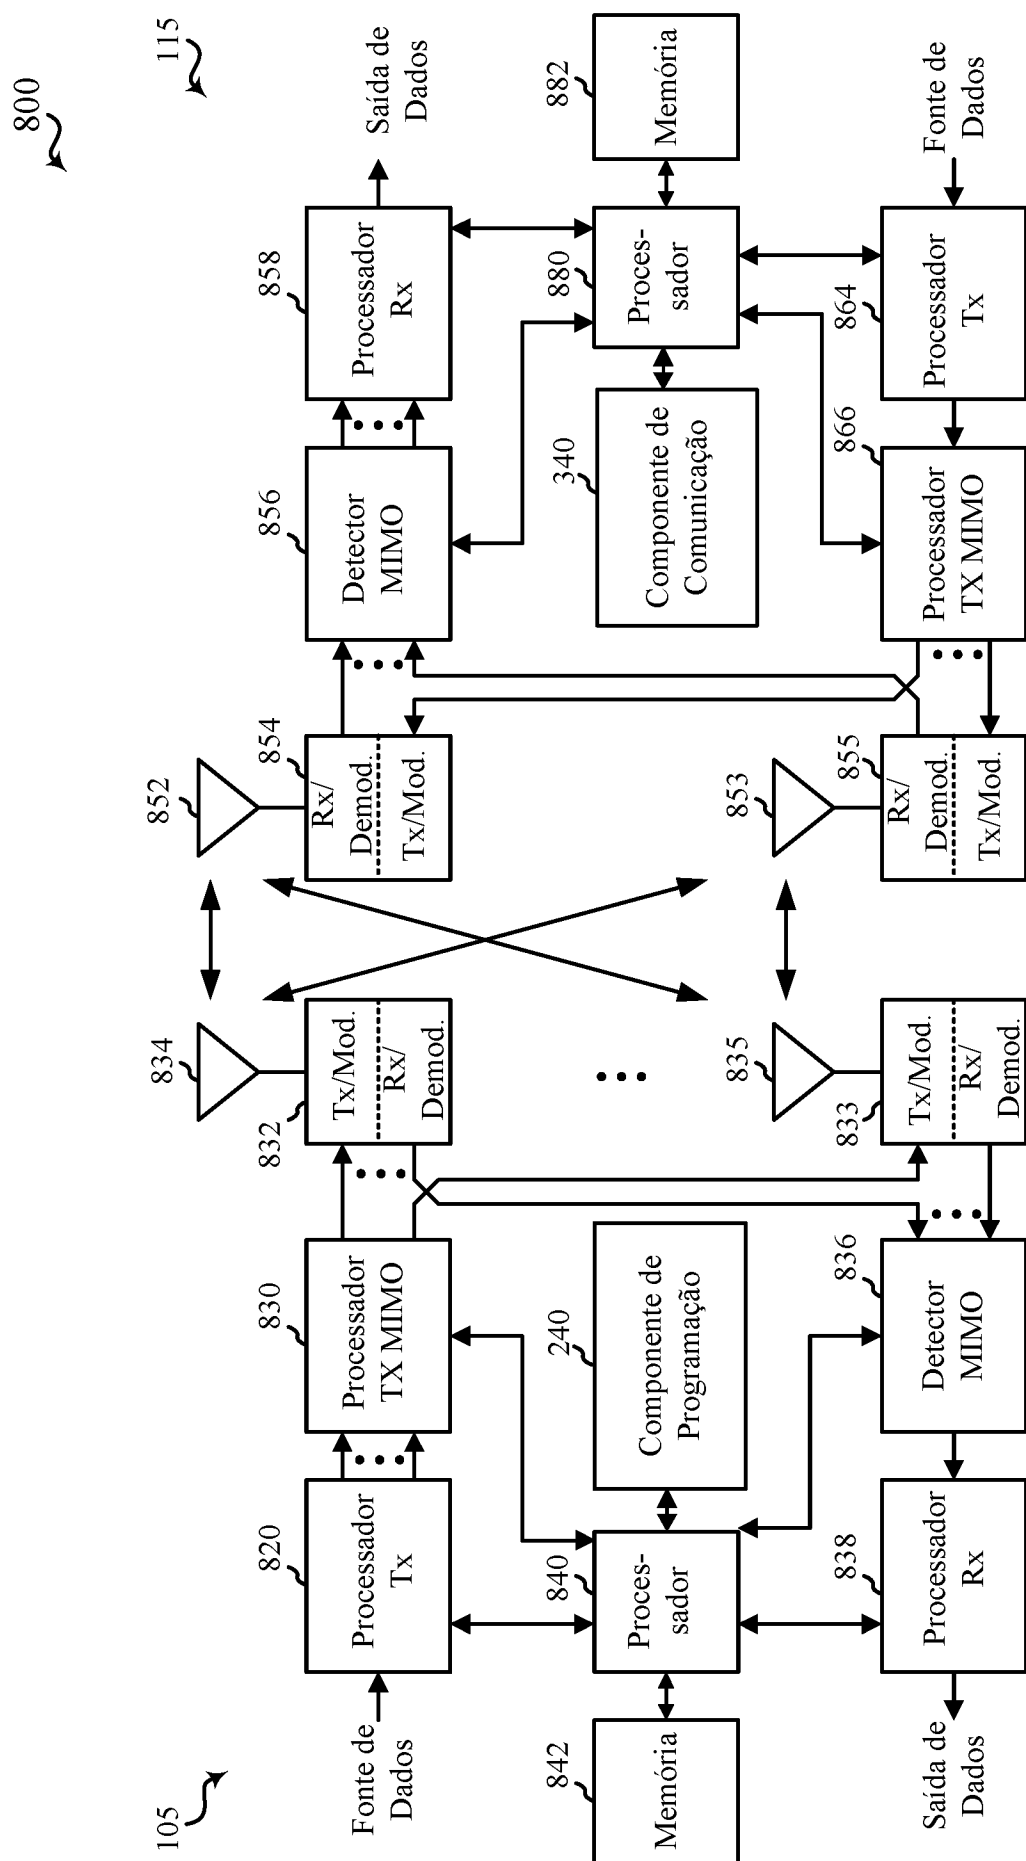 800
105
115
Fonte de
Dados
820
Processador
Tx
830
Processador
TX MIMO
832
Tx/Mod.
Rx/
Demod.
834
852
854
Rx/
Demod.
Tx/Mod.
856
Detector
MIMO
858
Processador
Rx
Saída de
Dados
842
Memória
840
Proces-
sador
240
Componente de
Programação
340
Componente de
Comunicação
880
Proces-
sador
882
Memória
Saída de
Dados
838
Processador
Rx
836
Detector
MIMO
833
Tx/Mod.
Rx/
Demod.
835
853
855
Rx/
Demod.
Tx/Mod.
866
Processador
TX MIMO
864
Processador
Tx
Fonte de
Dados